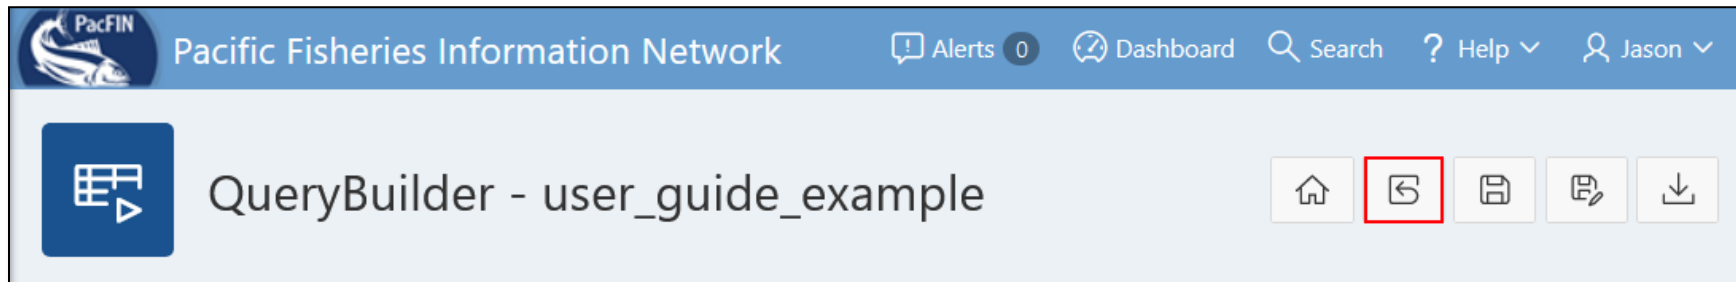 PacFIN
Pacific Fisheries Information Network Alerts 0 Dashboard Search ? Help Jason
QueryBuilder - user_guide_example